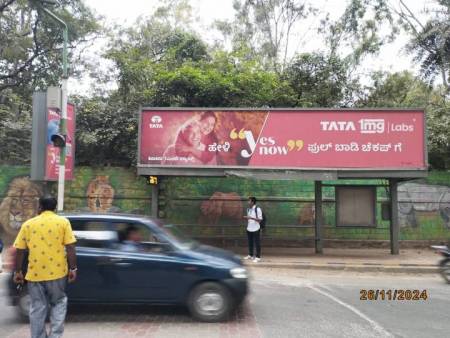 TATA
TATA 1mg | Labs
ಹೇಳಿ "yes now" ಫುಲ್ ಬಾಡಿ ಚೆಕಪ್ ಗೆ
26/11/2024